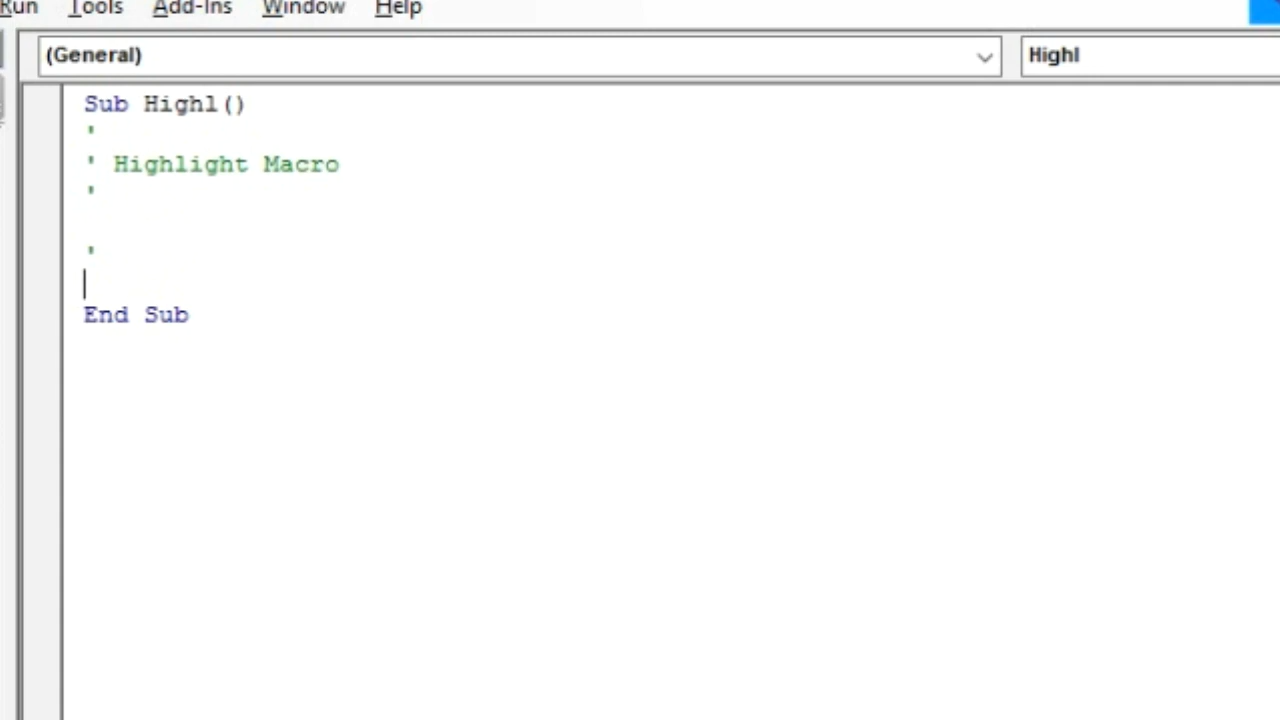 Run Tools Add-Ins Window Help
(General) Highl
Sub Highl()
'
' Highlight Macro
'
'
End Sub